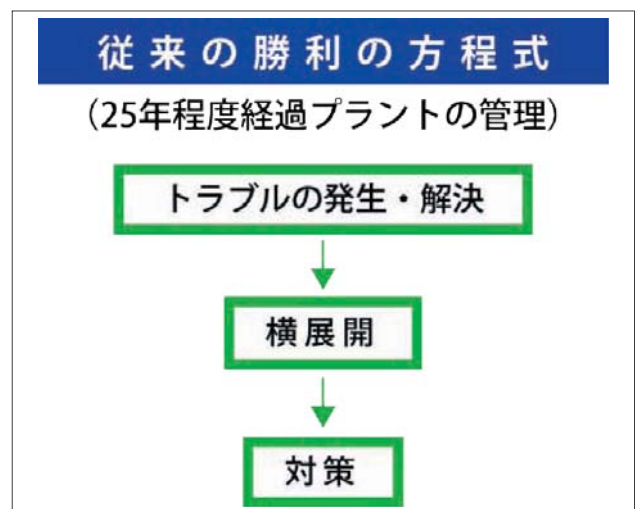 従来の勝利の方程式
（25年程度経過プラントの管理）
トラブルの発生・解決
横展開
対策